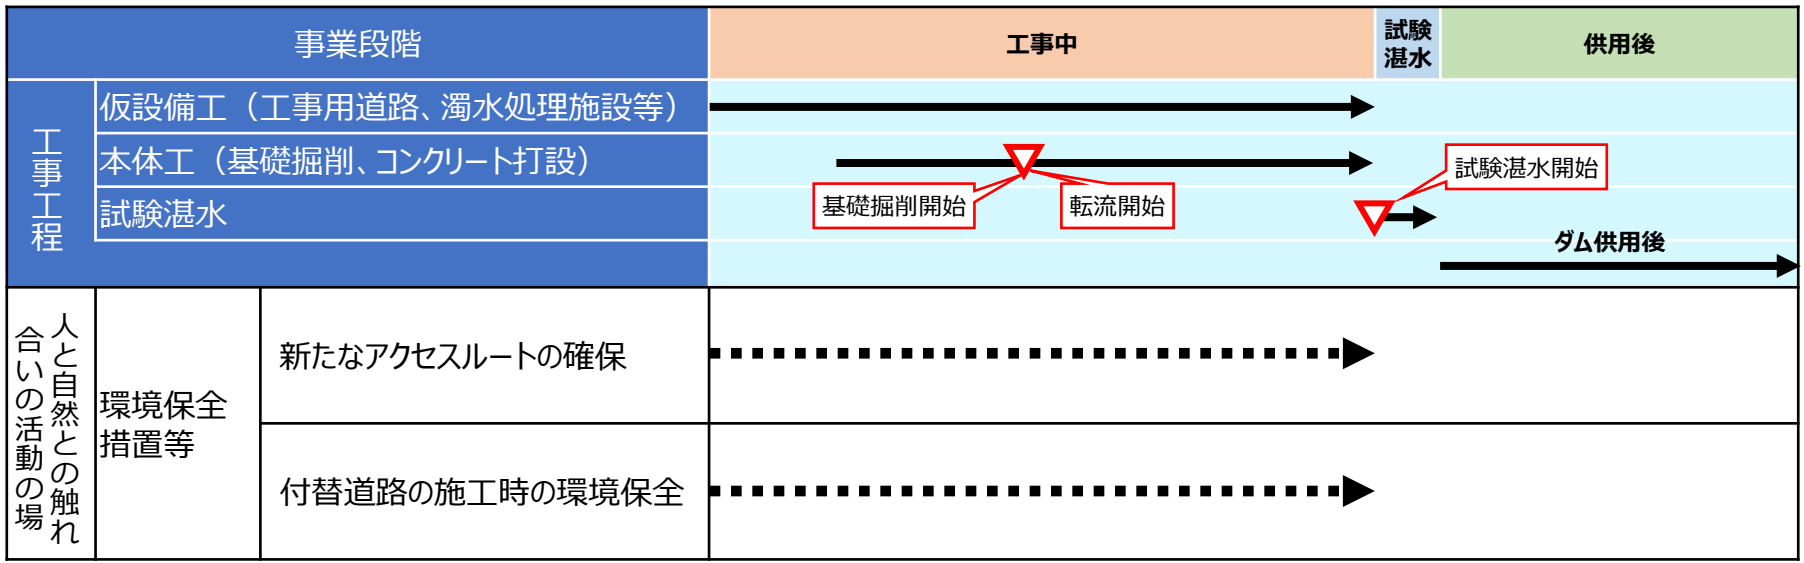 事業段階
工事中
試験
湛水
供用後
工事工程
仮設備工（工事用道路、濁水処理施設等）
本体工（基礎掘削、コンクリート打設）
試験湛水開始
基礎掘削開始
転流開始
試験湛水
ダム供用後
人と自然との触れ
合いの活動の場
環境保全
措置等
新たなアクセスルートの確保
付替道路の施工時の環境保全